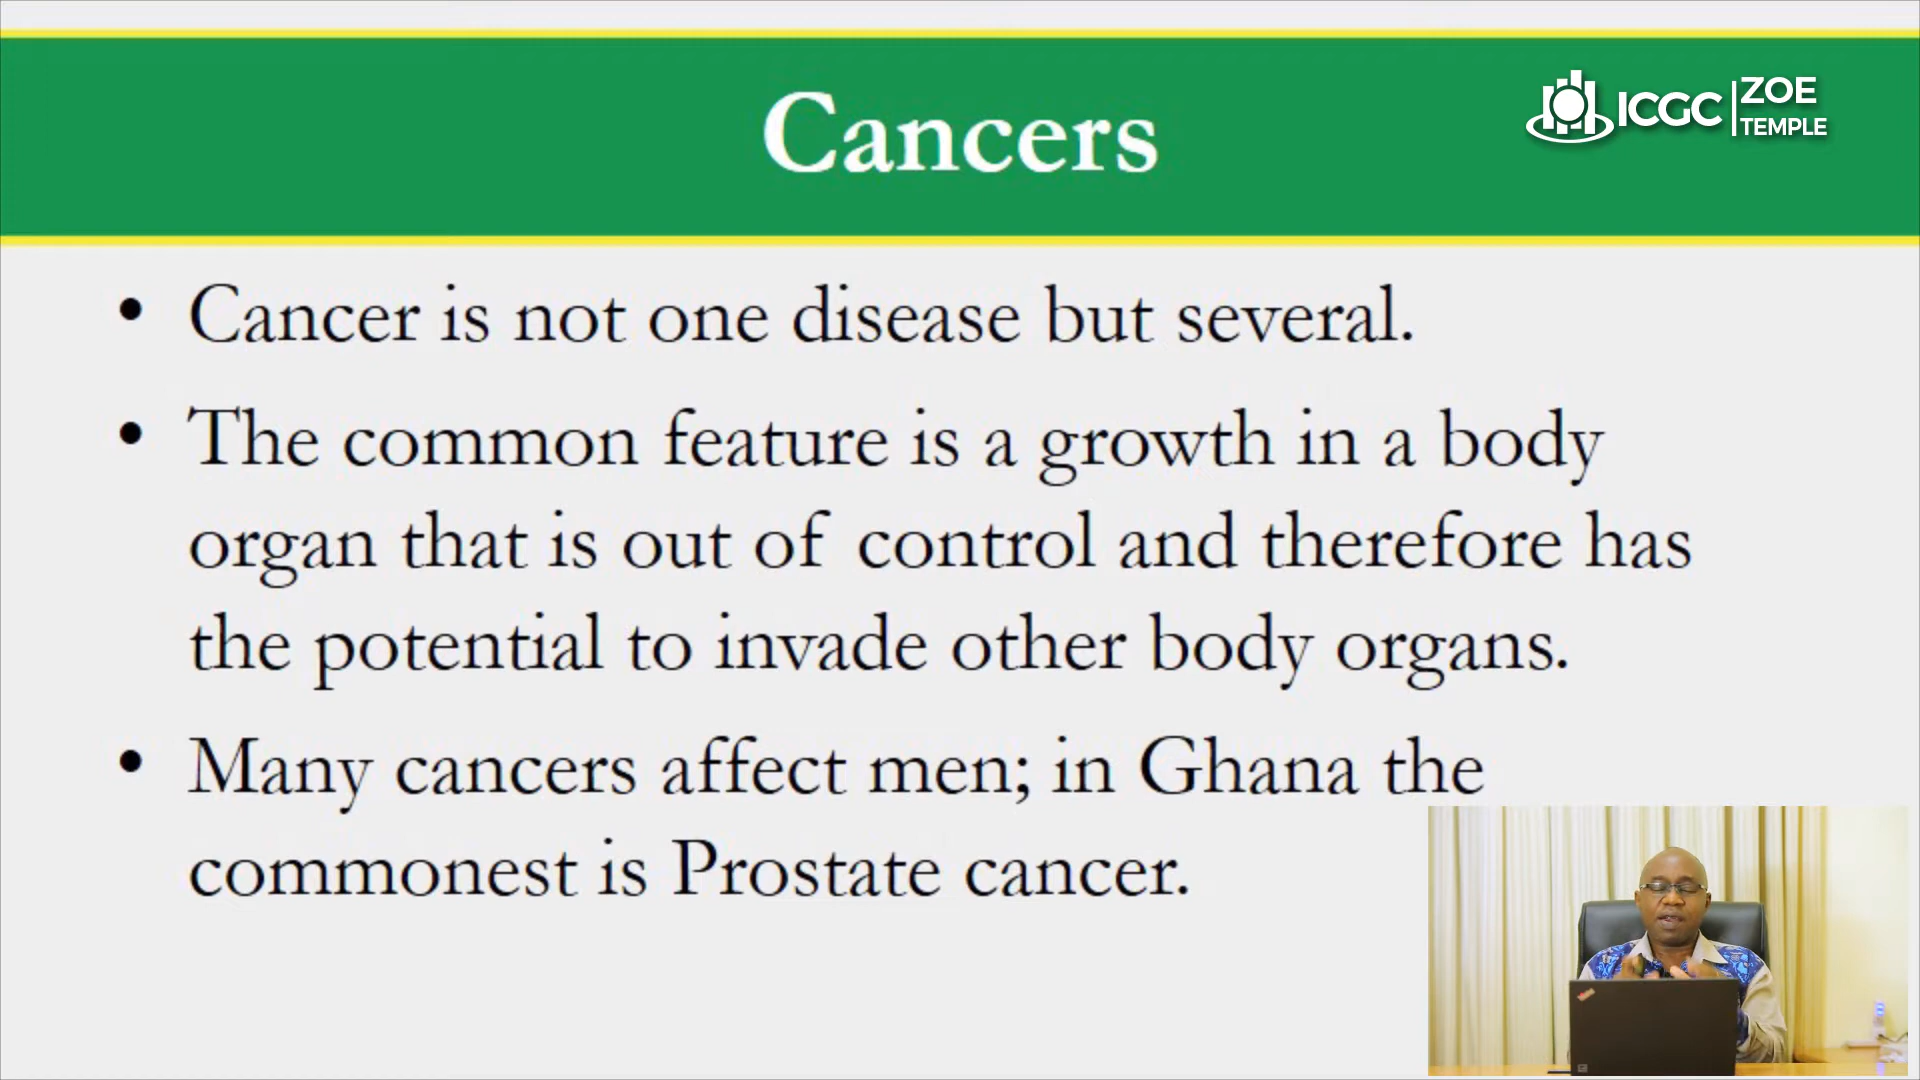 Cancers
ICGC
ZOE
TEMPLE
• Cancer is not one disease but several.
• The common feature is a growth in a body
organ that is out of control and therefore has
the potential to invade other body organs.
• Many cancers affect men; in Ghana the
commonest is Prostate cancer.